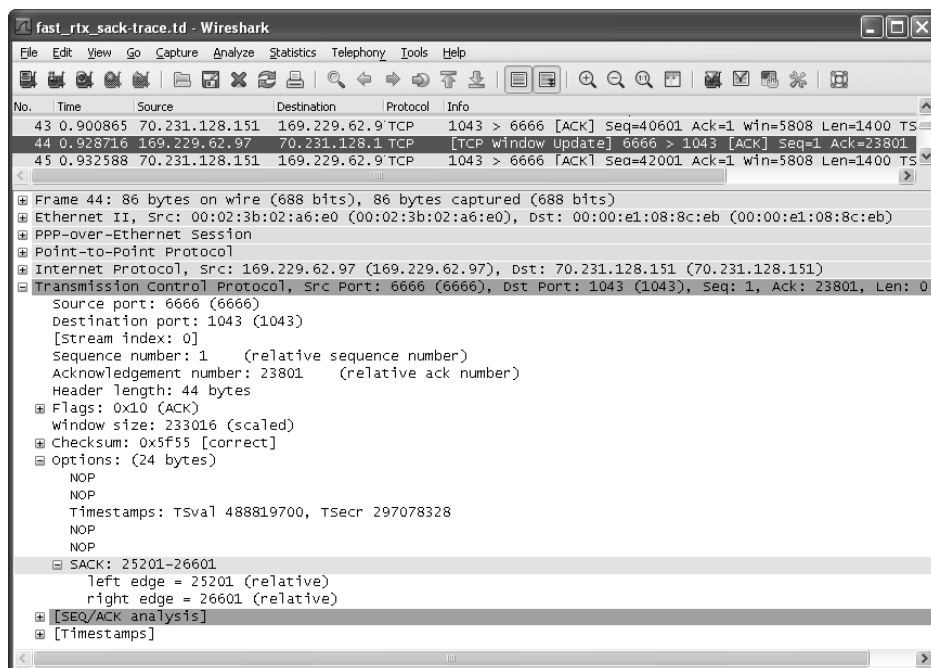 fast_rtx_sack-trace.td - Wireshark
File Edit View Go Capture Analyze Statistics Telephony Tools Help
No. Time Source Destination Protocol Info
43 0.900865 70.231.128.151 169.229.62.9 TCP 1043 > 6666 [ACK] Seq=40601 Ack=1 Win=5808 Len=1400 TS
44 0.928716 169.229.62.97 70.231.128.1 TCP [TCP Window Update] 6666 > 1043 [ACK] Seq=1 Ack=23801
45 0.932588 70.231.128.151 169.229.62.9 TCP 1043 > 6666 [ACK] Seq=42001 Ack=1 Win=5808 Len=1400 TS
Frame 44: 86 bytes on wire (688 bits), 86 bytes captured (688 bits)
Ethernet II, Src: 00:02:3b:02:a6:e0 (00:02:3b:02:a6:e0), Dst: 00:00:e1:08:8c:eb (00:00:e1:08:8c:eb)
PPP-over-Ethernet Session
Point-to-Point Protocol
Internet Protocol, Src: 169.229.62.97 (169.229.62.97), Dst: 70.231.128.151 (70.231.128.151)
Transmission Control Protocol, Src Port: 6666 (6666), Dst Port: 1043 (1043), Seq: 1, Ack: 23801, Len: 0
Source port: 6666 (6666)
Destination port: 1043 (1043)
[Stream index: 0]
Sequence number: 1 (relative sequence number)
Acknowledgement number: 23801 (relative ack number)
Header length: 44 bytes
Flags: 0x10 (ACK)
Window size: 233016 (scaled)
Checksum: 0x5f55 [correct]
Options: (24 bytes)
NOP
NOP
Timestamps: TSval 488819700, TSecr 297078328
NOP
NOP
SACK: 25201-26601
left edge = 25201 (relative)
right edge = 26601 (relative)
[SEQ/ACK analysis]
[Timestamps]